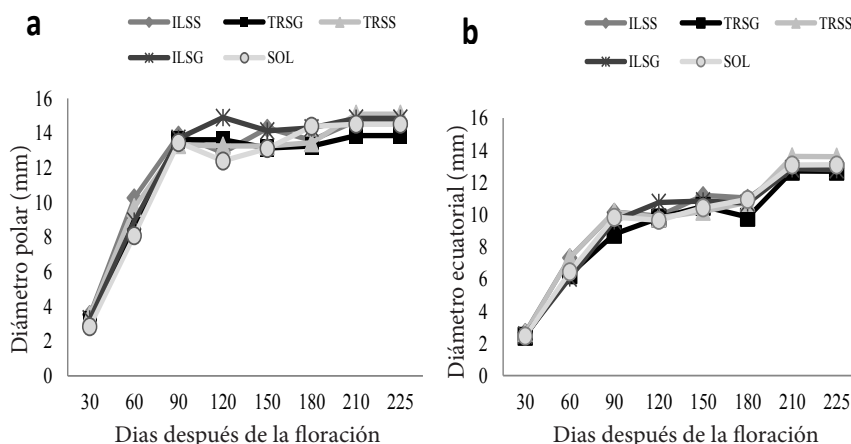 a
ILSS TRSG TRSS
ILSG SOL
Diámetro polar (mm)
16
14
12
10
8
6
4
2
0
30 60 90 120 150 180 210 225
Dias después de la floración
b
ILSS TRSG TRSS
ILSG SOL
Diámetro ecuatorial (mm)
16
14
12
10
8
6
4
2
0
30 60 90 120 150 180 210 225
Dias después de la floración